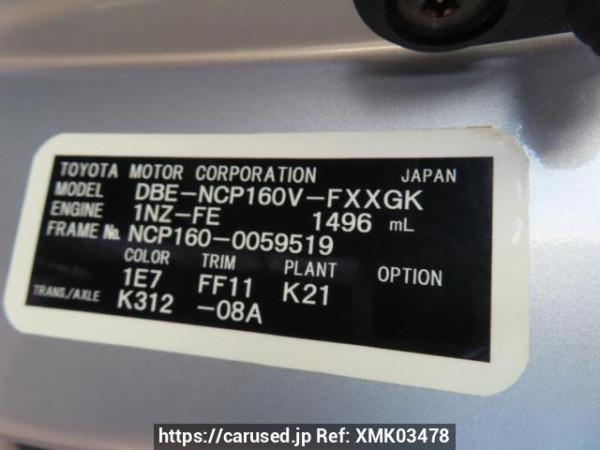 TOYOTA MOTOR CORPORATION JAPAN
MODEL DBE-NCP160V-FXXGK
ENGINE 1NZ-FE 1496 mL
FRAME No. NCP160-0059519
COLOR TRIM PLANT OPTION
1E7 FF11 K21
TRANS./AXLE K312 -08A
https://carused.jp Ref: XMK03478